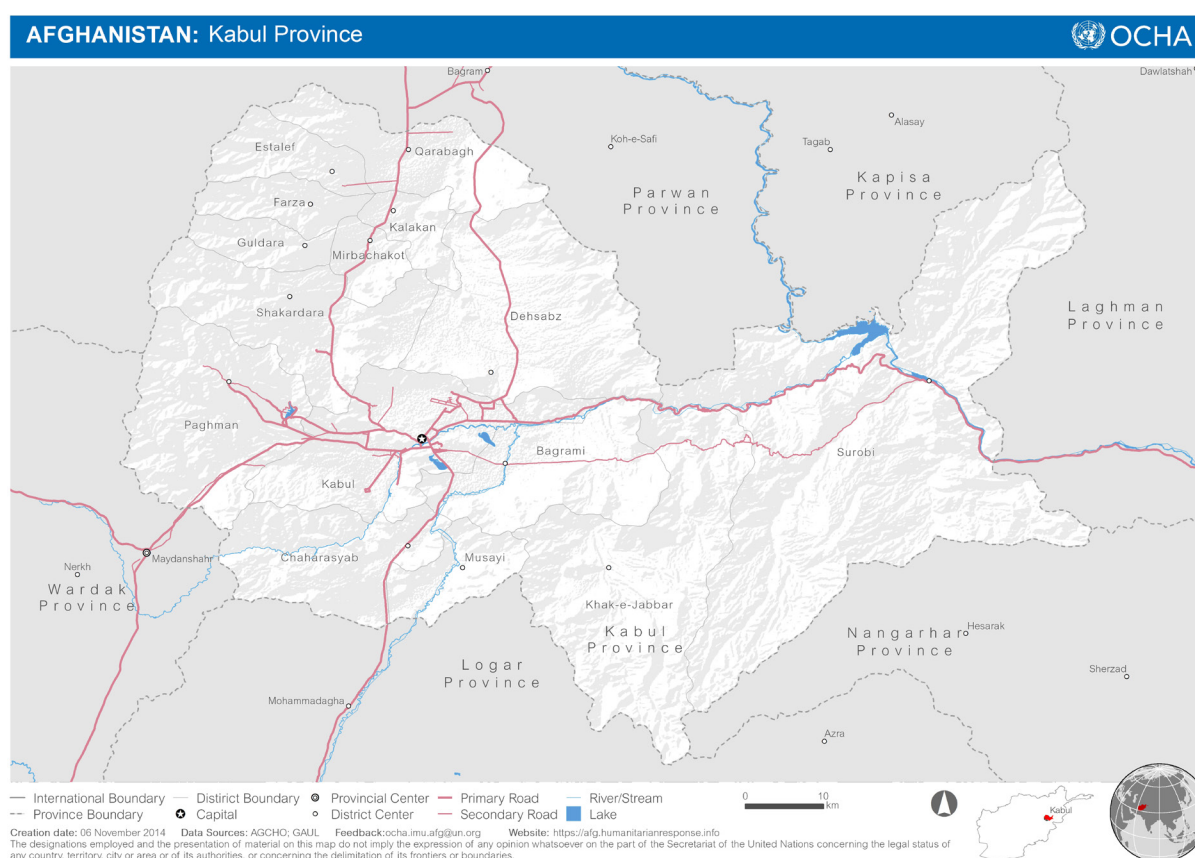 AFGHANISTAN: Kabul Province
OCHA
Bagram
Dawlatshah
Alasay
Koh-e-Safi
Tagab
Estalef
Qarabagh
Kapisa
Province
Parwan
Province
Farza
Kalakan
Guldara
Mirbachakot
Shakardara
Dehsabz
Laghman
Province
Paghman
Bagrami
Surobi
Kabul
Chaharasyab
Musayi
Maydanshahr
Nerkh
Wardak
Province
Khak-e-Jabbar
Kabul
Province
Nangarhar
Province
Hesarak
Logar
Province
Sherzad
Mohammadagha
Azra
International Boundary
District Boundary
Provincial Center
Primary Road
River/Stream
Province Boundary
Capital
District Center
Secondary Road
Lake
0 10
km
Kabul
Creation date: 06 November 2014 Data Sources: AGCHO; GAUL Feedback:ocha.imu.afg@un.org Website: https://afg.humanitarianresponse.info
The designations employed and the presentation of material on this map do not imply the expression of any opinion whatsoever on the part of the Secretariat of the United Nations concerning the legal status of
any country, territory, city or area or of its authorities, or concerning the delimitation of its frontiers or boundaries.